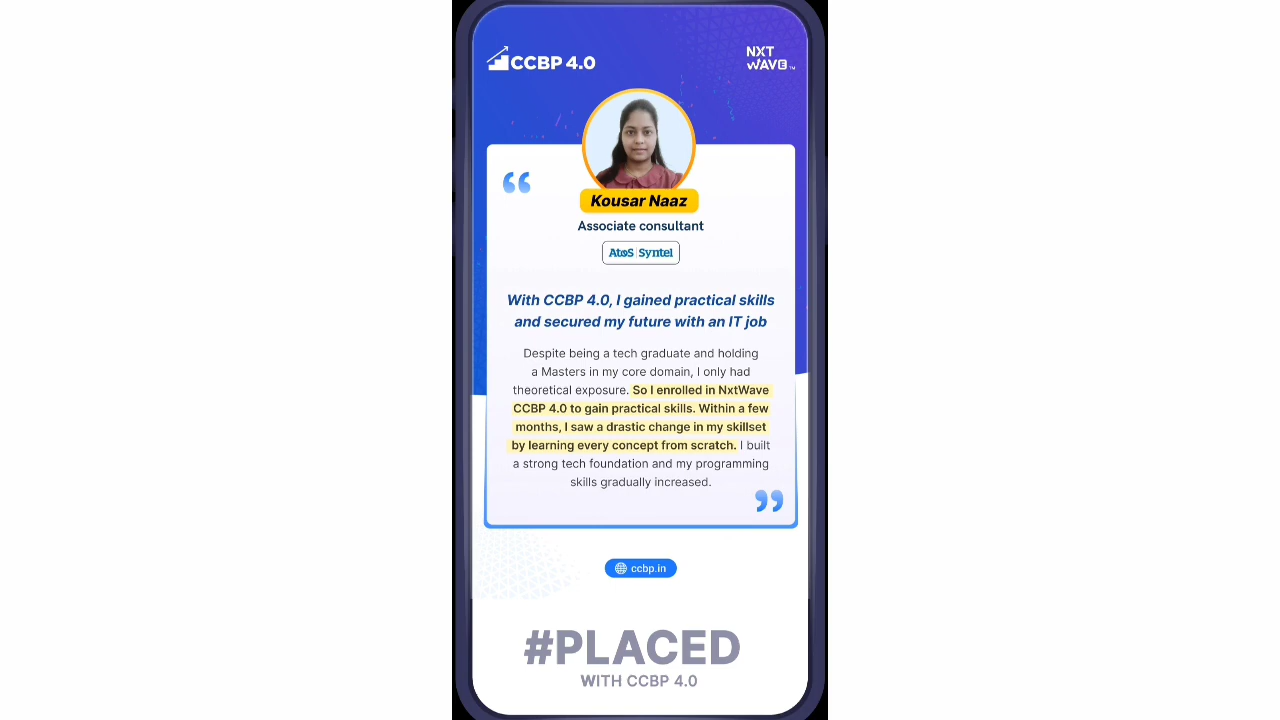 CCBP 4.0
NXT
WAVE™
Kousar Naaz
Associate consultant
Atos Syntel
With CCBP 4.0, I gained practical skills
and secured my future with an IT job
Despite being a tech graduate and holding
a Masters in my core domain, I only had
theoretical exposure. So I enrolled in NxtWave
CCBP 4.0 to gain practical skills. Within a few
months, I saw a drastic change in my skillset
by learning every concept from scratch. I built
a strong tech foundation and my programming
skills gradually increased.
ccbp.in
#PLACED
WITH CCBP 4.0